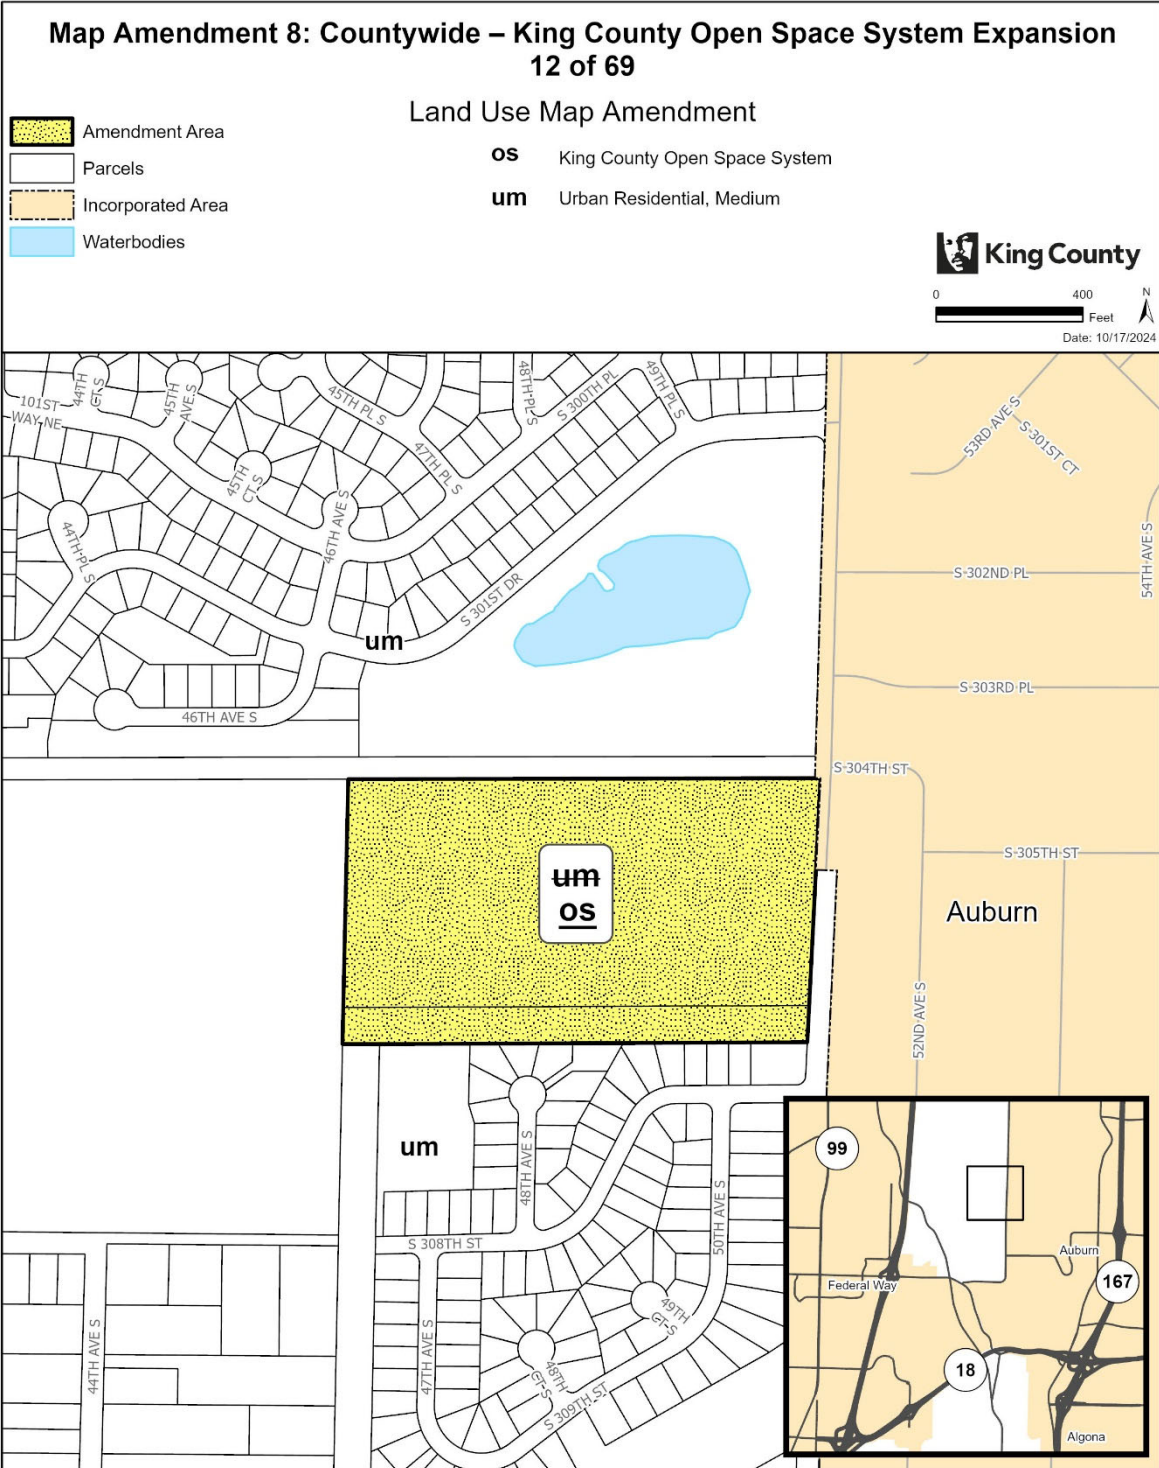 Map Amendment 8: Countywide – King County Open Space System Expansion
12 of 69
Land Use Map Amendment
Amendment Area
Parcels
Incorporated Area
Waterbodies
os King County Open Space System
um Urban Residential, Medium
King County
0 400
Feet
N
Date: 10/17/2024
101ST
WAY NE
44TH
CT S
45TH
AVE S
45TH PL S
48TH PL S
S 300TH PL
49TH PL S
53RD AVE S
S 301ST CT
47TH PL S
45TH
CT S
46TH AVE S
44TH PL S
54TH AVE S
S 302ND PL
S 301ST DR
um
S 303RD PL
46TH AVE S
S 304TH ST
S 305TH ST
um
os
Auburn
52ND AVE S
um
48TH AVE S
50TH AVE S
S 308TH ST
49TH
CT S
44TH AVE S
47TH AVE S
48TH
CT S
S 309TH ST
99
Auburn
Federal Way
167
18
Algona